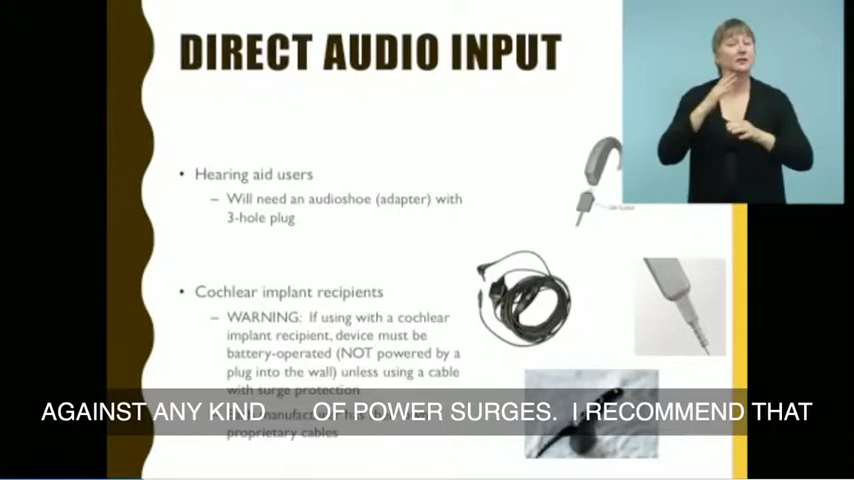 DIRECT AUDIO INPUT
• Hearing aid users
– Will need an audioshoe (adapter) with
3-hole plug
• Cochlear implant recipients
– WARNING: If using with a cochlear
implant recipient, device must be
battery-operated (NOT powered by a
plug into the wall) unless using a cable
with surge protection
AGAINST ANY KIND OF POWER SURGES. I RECOMMEND THAT
proprietary cables